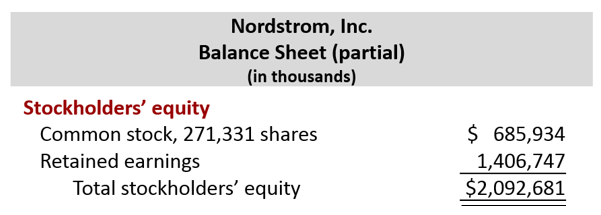 Nordstrom, Inc.
Balance Sheet (partial)
(in thousands)
Stockholders’ equity
Common stock, 271,331 shares $ 685,934
Retained earnings 1,406,747
Total stockholders’ equity $2,092,681